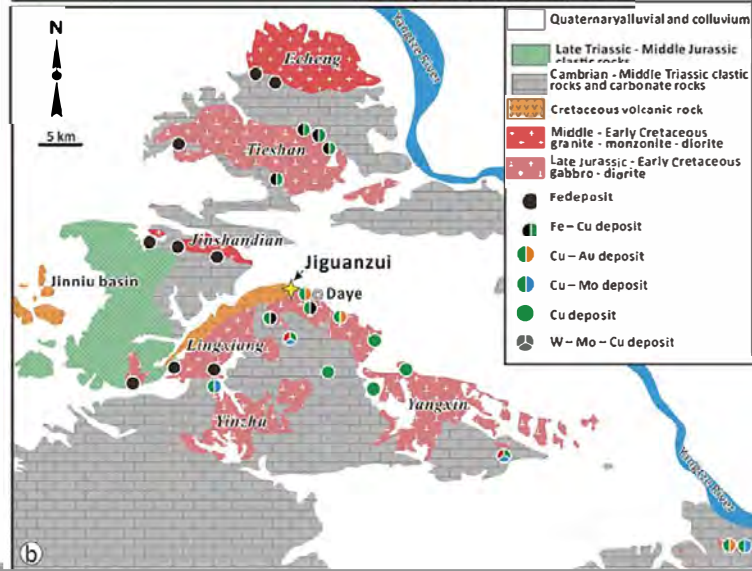 N
5 km
Echeng
Yangtze River
Tieshan
Jinshandian
Jinniu basin
Jiguanzui
Daye
Lingxiang
Yinzhu
Yangxin
Yangtze River
b
Quaternaryalluvial and colluvium
Late Triassic - Middle Jurassic
clastic rocks
Cambrian - Middle Triassic clastic
rocks and carbonate rocks
Cretaceous volcanic rock
Middle - Early Cretaceous
granite - monzonite - diorite
Late Jurassic - Early Cretaceous
gabbro - diorite
Fedeposit
Fe - Cu deposit
Cu - Au deposit
Cu - Mo deposit
Cu deposit
W - Mo - Cu deposit